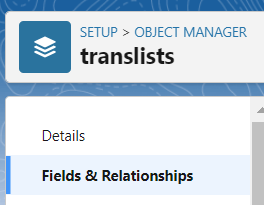 SETUP > OBJECT MANAGER
translists
Details
Fields & Relationships